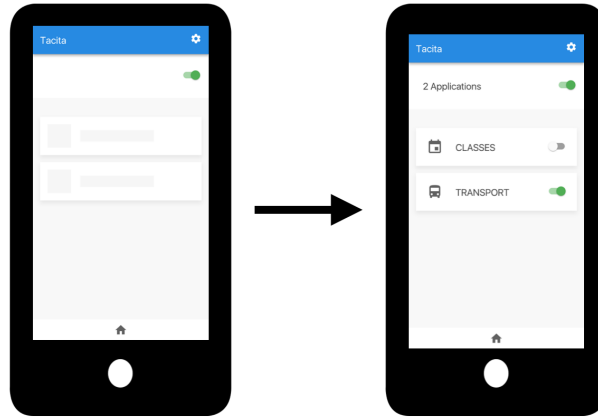 Tacita
Tacita
2 Applications
CLASSES
TRANSPORT